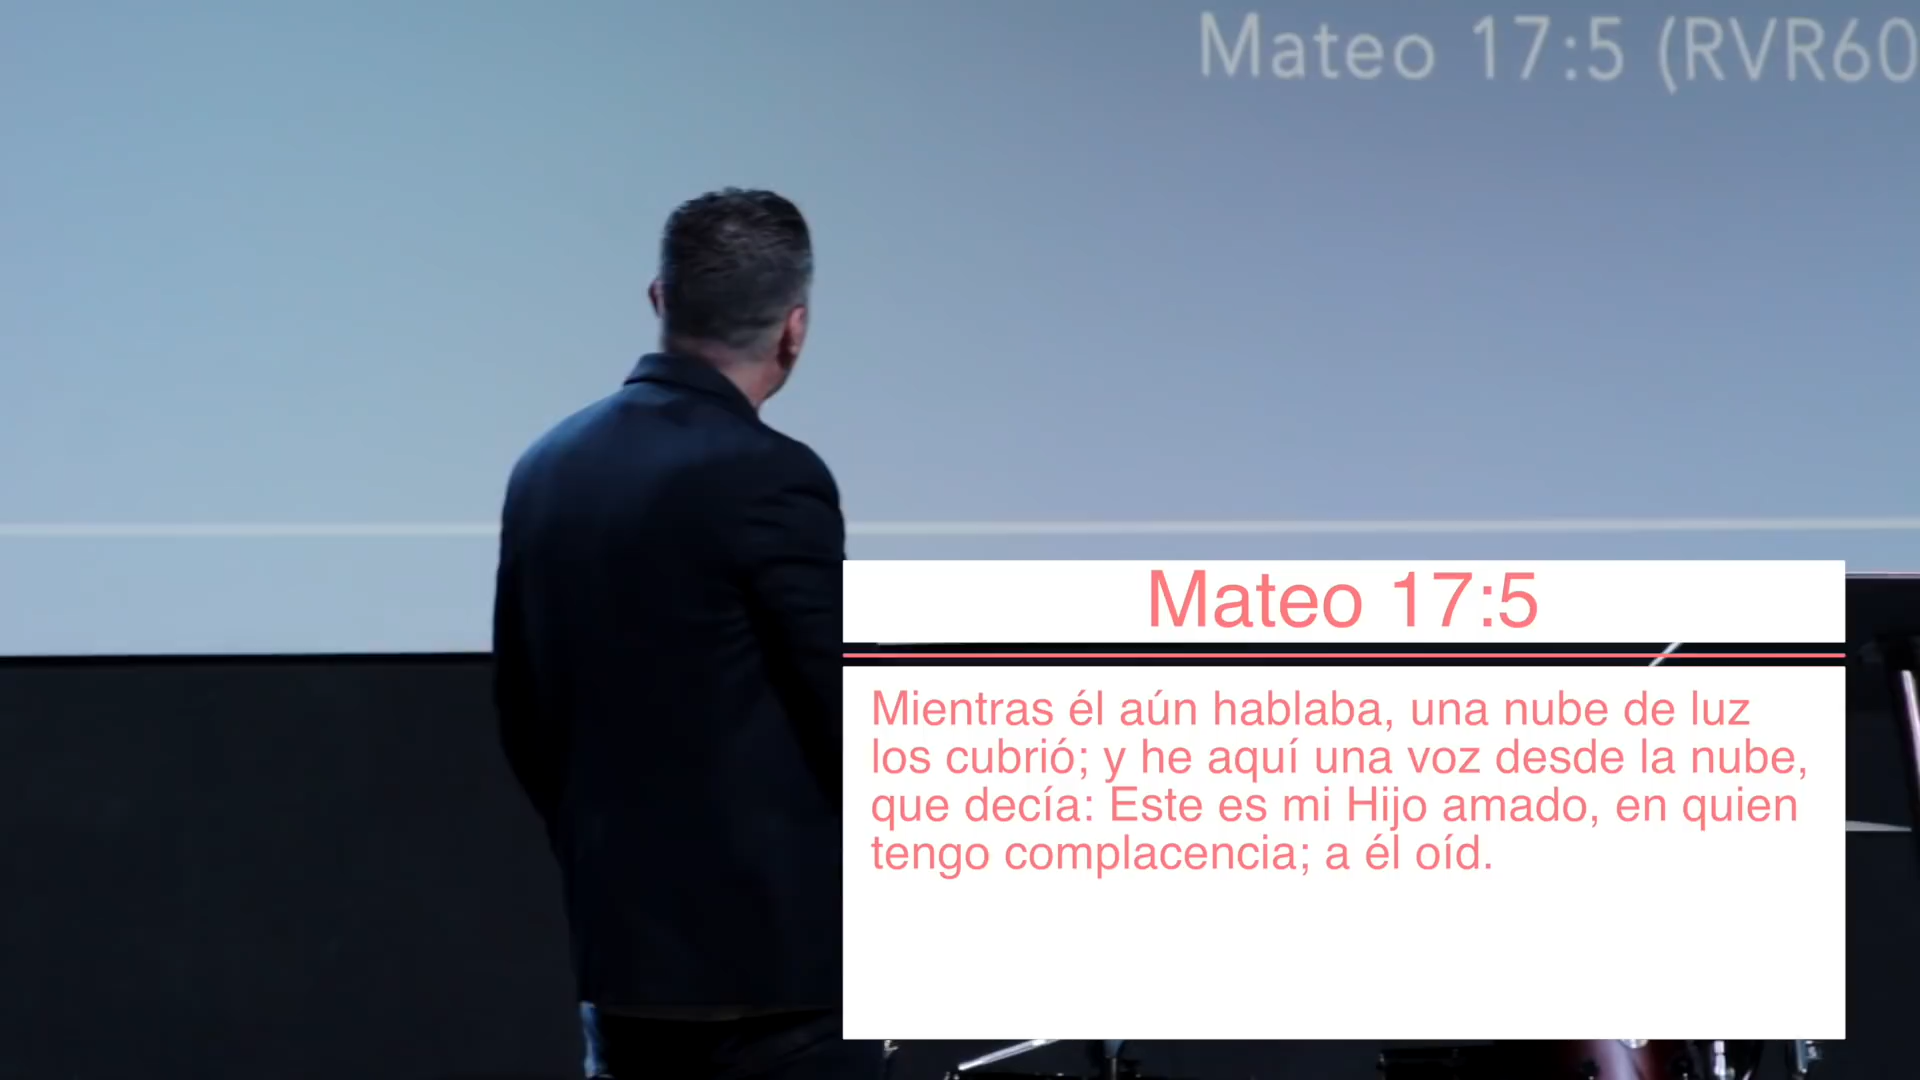 Mateo 17:5 (RVR60
Mateo 17:5
Mientras él aún hablaba, una nube de luz
los cubrió; y he aquí una voz desde la nube,
que decía: Este es mi Hijo amado, en quien
tengo complacencia; a él oíd.